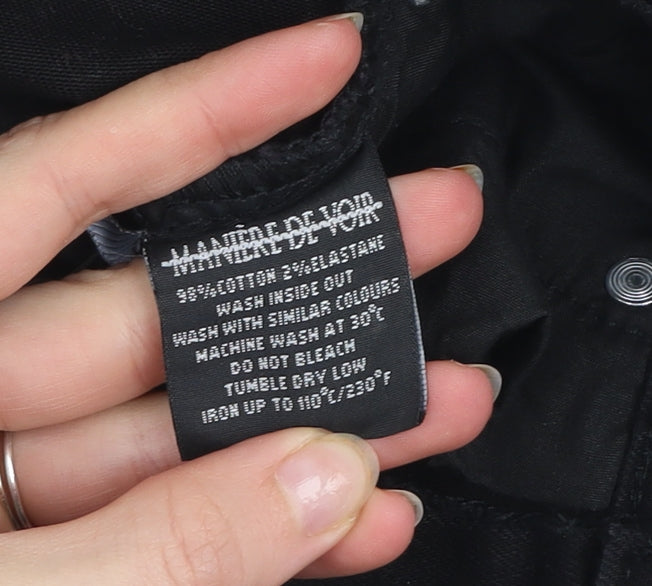 MANIÈRE DE VOIR
98% COTTON 2% ELASTANE
WASH INSIDE OUT
WASH WITH SIMILAR COLOURS
MACHINE WASH AT 30°C
DO NOT BLEACH
TUMBLE DRY LOW
IRON UP TO 110°C/230°F